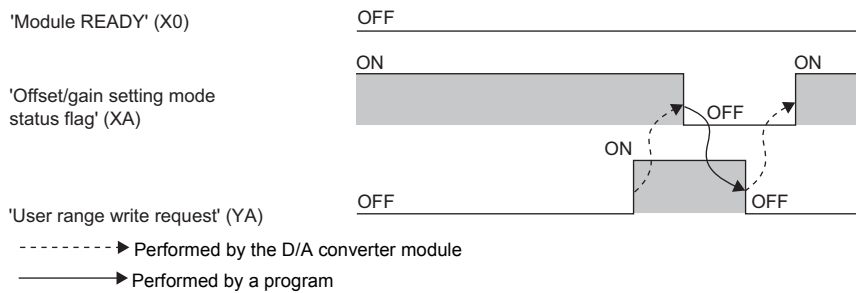 'Module READY' (X0)
OFF
ON
ON
'Offset/gain setting mode
status flag' (XA)
OFF
ON
'User range write request' (YA)
OFF
OFF
Performed by the D/A converter module
Performed by a program